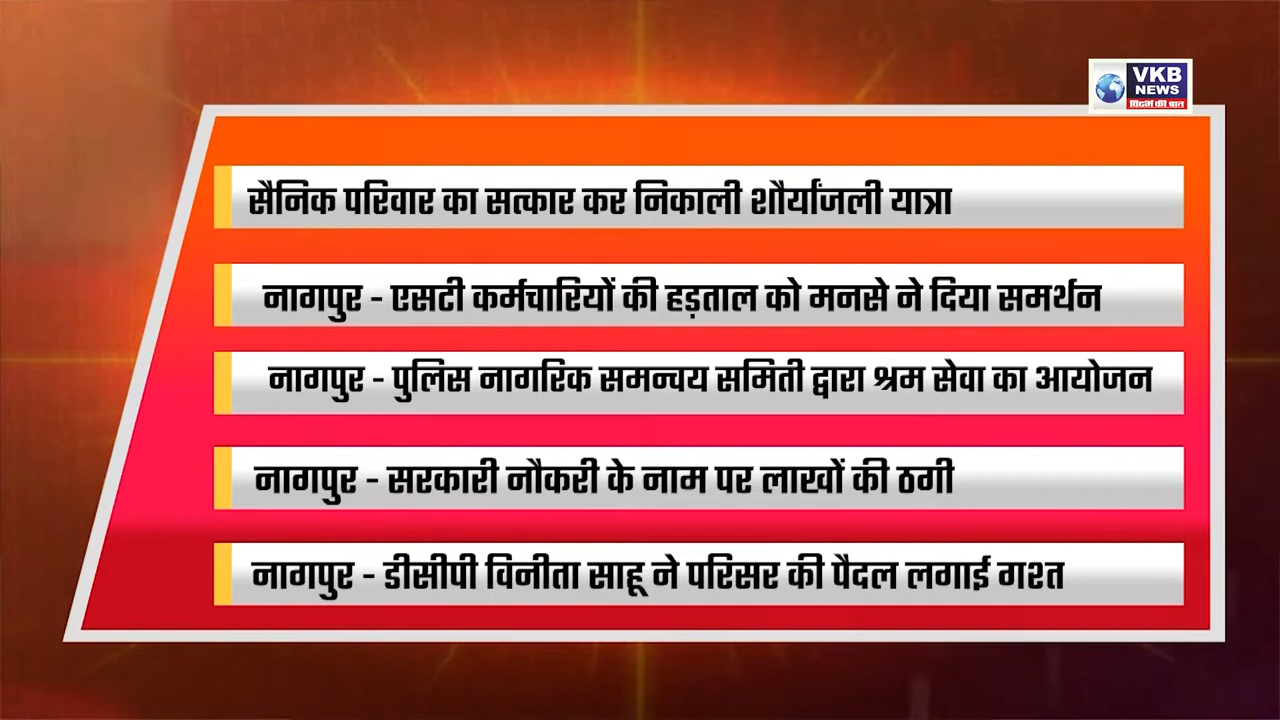 VKB
NEWS
विदर्भ की बात
सैनिक परिवार का सत्कार कर निकाली शौर्यांजली यात्रा
नागपुर - एसटी कर्मचारियों की हड़ताल को मनसे ने दिया समर्थन
नागपुर - पुलिस नागरिक समन्वय समिती द्वारा श्रम सेवा का आयोजन
नागपुर - सरकारी नौकरी के नाम पर लाखों की ठगी
नागपुर - डीसीपी विनीता साहू ने परिसर की पैदल लगाई गश्त